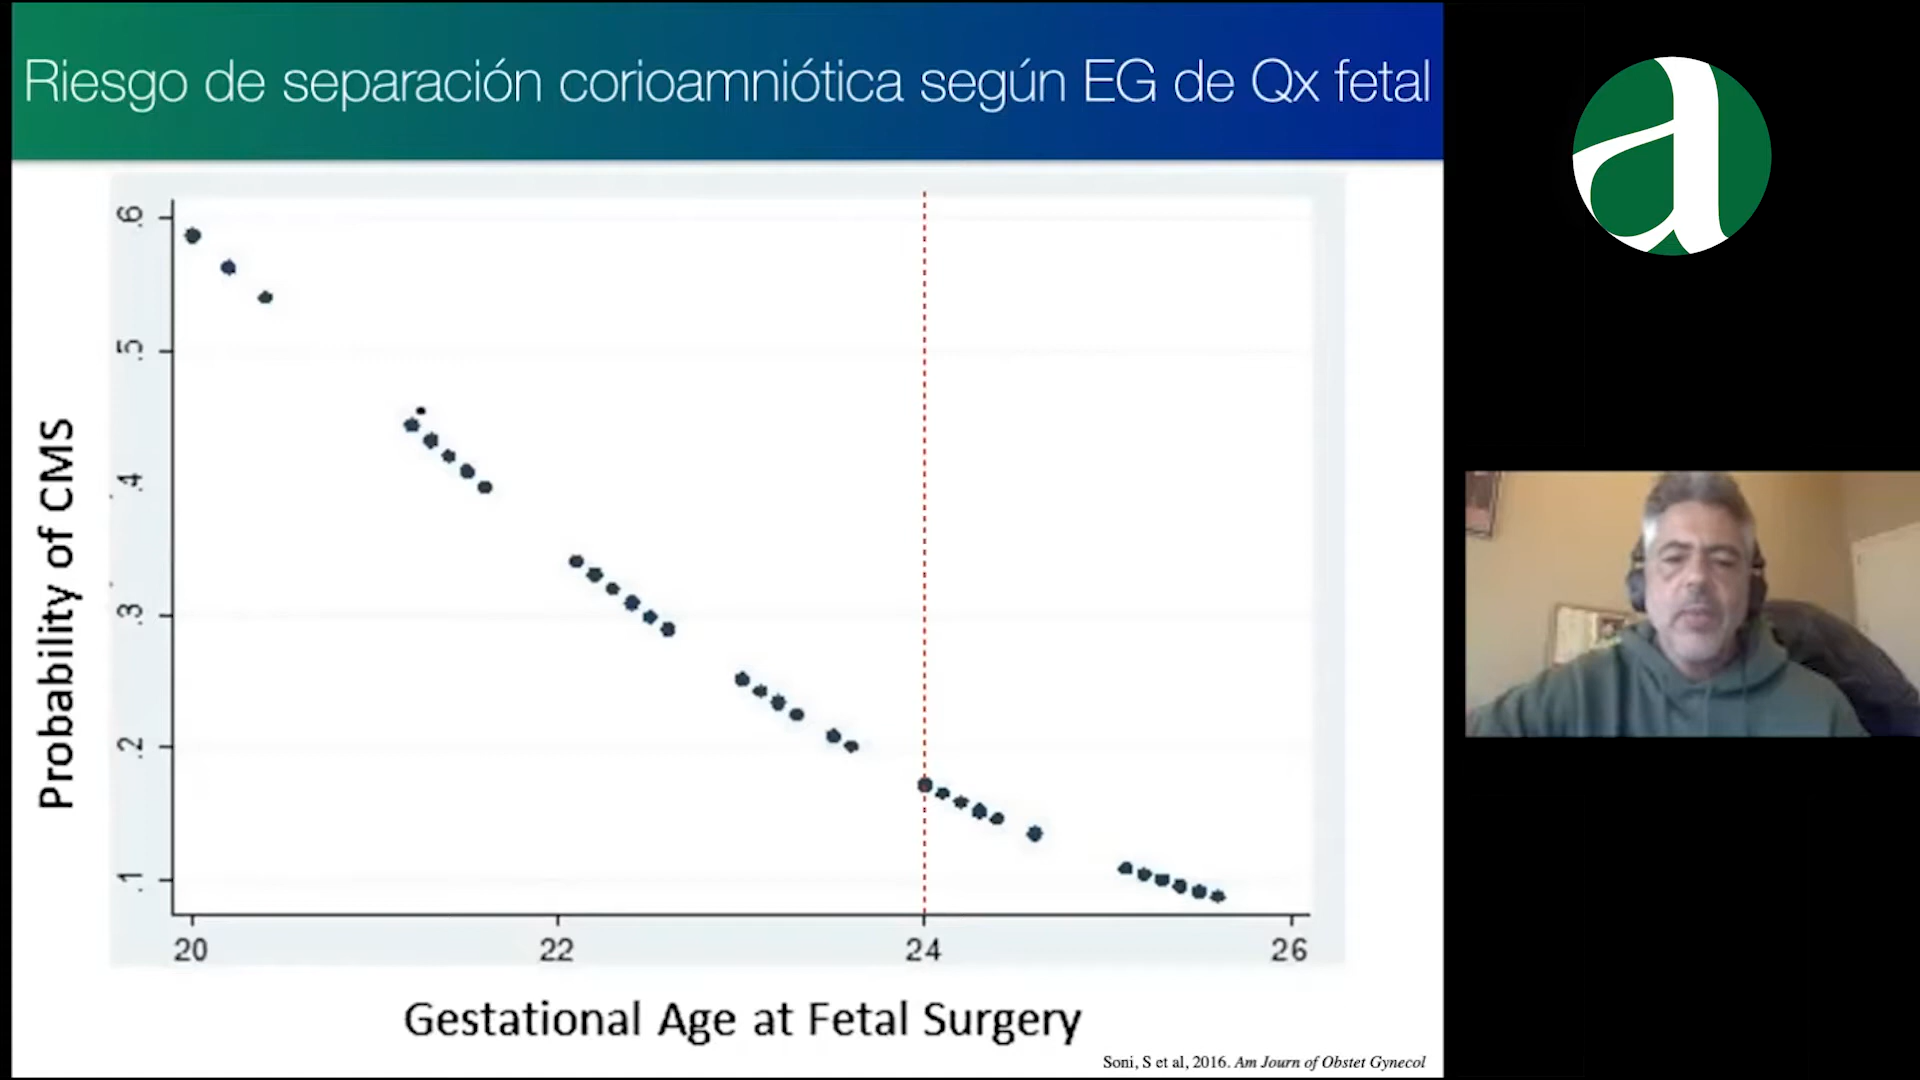 Riesgo de separación corioamniótica según EG de Qx fetal
Probability of CMS
.6
.5
.4
.3
.2
.1
20 22 24 26
Gestational Age at Fetal Surgery
Soni, S et al, 2016. Am Journ of Obstet Gynecol
a